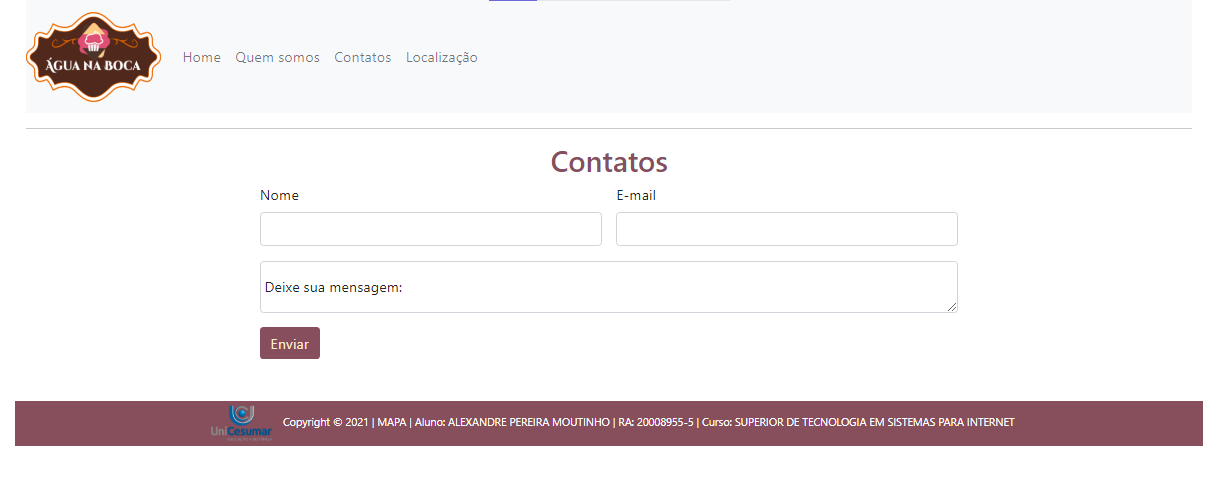 ÁGUA NA BOCA
Home Quem somos Contatos Localização
Contatos
Nome E-mail
Deixe sua mensagem:
Enviar
UniCesumar
Copyright © 2021 | MAPA | Aluno: ALEXANDRE PEREIRA MOUTINHO | RA: 20008955-5 | Curso: SUPERIOR DE TECNOLOGIA EM SISTEMAS PARA INTERNET